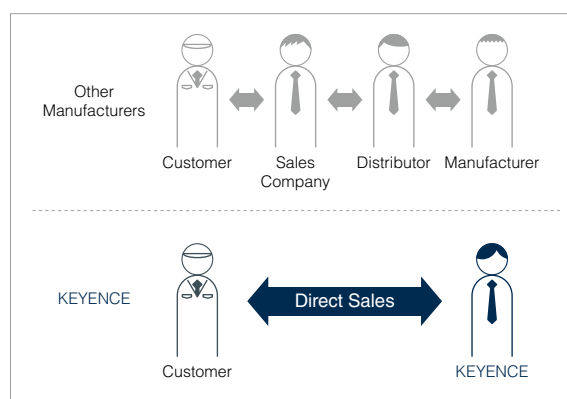 Other
Manufacturers
Customer
Sales
Company
Distributor
Manufacturer
KEYENCE
Direct Sales
Customer
KEYENCE